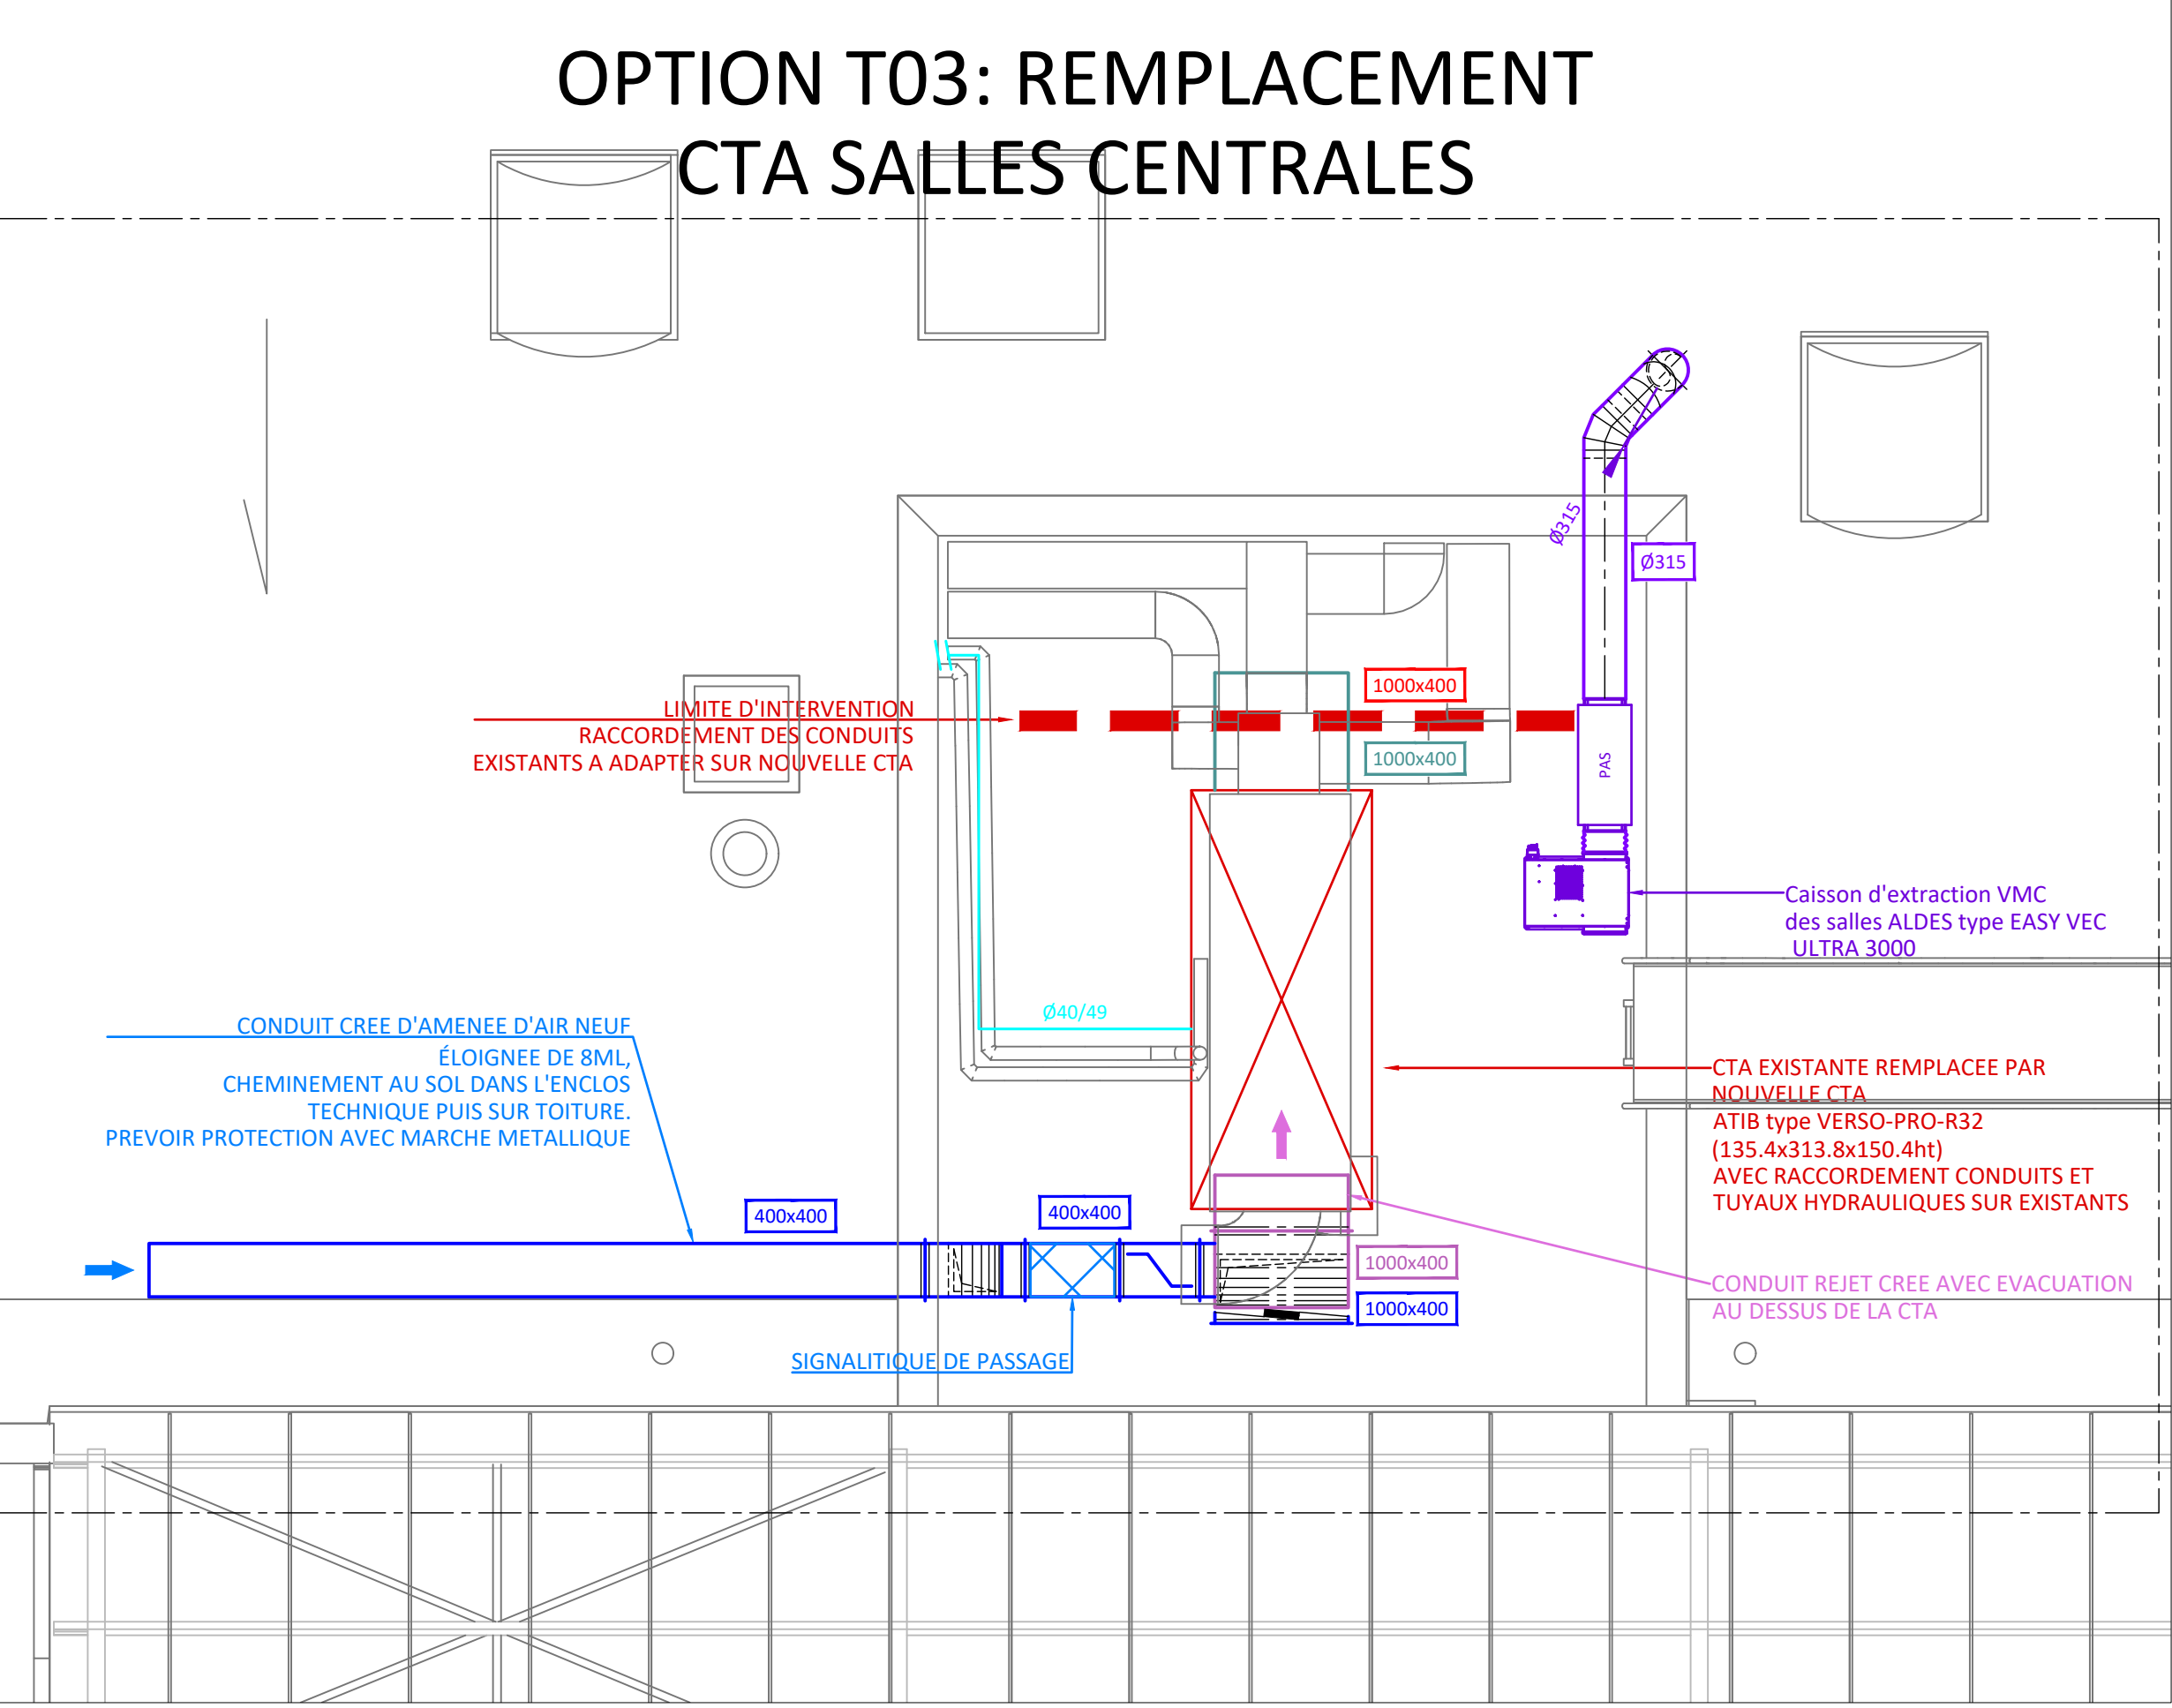 OPTION T03: REMPLACEMENT
CTA SALLES CENTRALES
Ø315
Ø315
1000x400
LIMITE D'INTERVENTION
RACCORDEMENT DES CONDUITS
EXISTANTS A ADAPTER SUR NOUVELLE CTA
1000x400
PAS
Caisson d'extraction VMC
des salles ALDES type EASY VEC
ULTRA 3000
Ø40/49
CONDUIT CREE D'AMENEE D'AIR NEUF
ÉLOIGNEE DE 8ML,
CHEMINEMENT AU SOL DANS L'ENCLOS
TECHNIQUE PUIS SUR TOITURE.
PREVOIR PROTECTION AVEC MARCHE METALLIQUE
CTA EXISTANTE REMPLACEE PAR
NOUVELLE CTA
ATIB type VERSO-PRO-R32
(135.4x313.8x150.4ht)
AVEC RACCORDEMENT CONDUITS ET
TUYAUX HYDRAULIQUES SUR EXISTANTS
400x400
400x400
1000x400
1000x400
CONDUIT REJET CREE AVEC EVACUATION
AU DESSUS DE LA CTA
SIGNALITIQUE DE PASSAGE